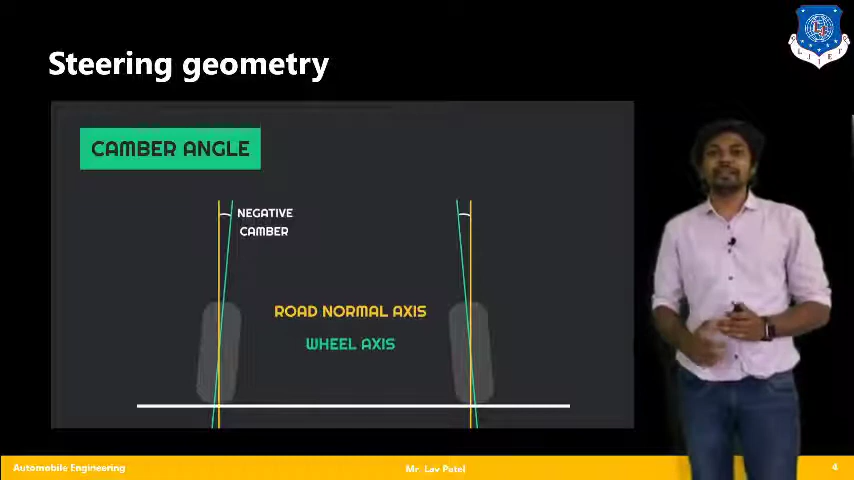 Steering geometry
CAMBER ANGLE
NEGATIVE
CAMBER
ROAD NORMAL AXIS
WHEEL AXIS
Automobile Engineering
Mr. Lav Patel
4